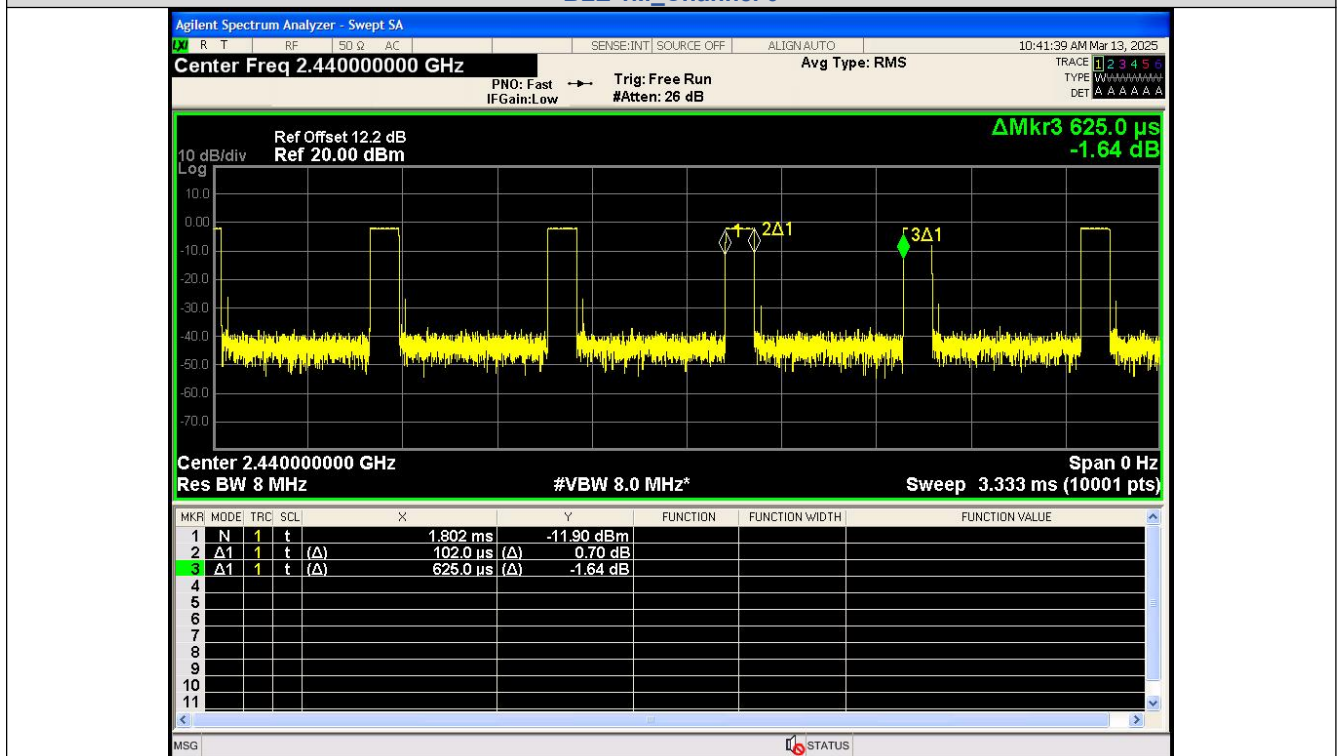 Agilent Spectrum Analyzer - Swept SA
LXI R T RF 50 Ω AC SENSE:INT SOURCE OFF ALIGN AUTO 10:41:39 AM Mar 13, 2025
Center Freq 2.440000000 GHz
PNO: Fast
IFGain:Low
Trig: Free Run
#Atten: 26 dB
Avg Type: RMS
TRACE 1 2 3 4 5 6
TYPE
DET A A A A A A
ΔMkr3 625.0 µs
-1.64 dB
Ref Offset 12.2 dB
10 dB/div Ref 20.00 dBm
Log
10.0
0.00
-10.0
-20.0
-30.0
-40.0
-50.0
-60.0
-70.0
1 2Δ1 3Δ1
Center 2.440000000 GHz Span 0 Hz
Res BW 8 MHz #VBW 8.0 MHz* Sweep 3.333 ms (10001 pts)
MKR MODE TRC SCL X Y FUNCTION FUNCTION WIDTH FUNCTION VALUE
1 N 1 t 1.802 ms -11.90 dBm
2 Δ1 1 t (Δ) 102.0 µs (Δ) 0.70 dB
3 Δ1 1 t (Δ) 625.0 µs (Δ) -1.64 dB
4
5
6
7
8
9
10
11
MSG STATUS